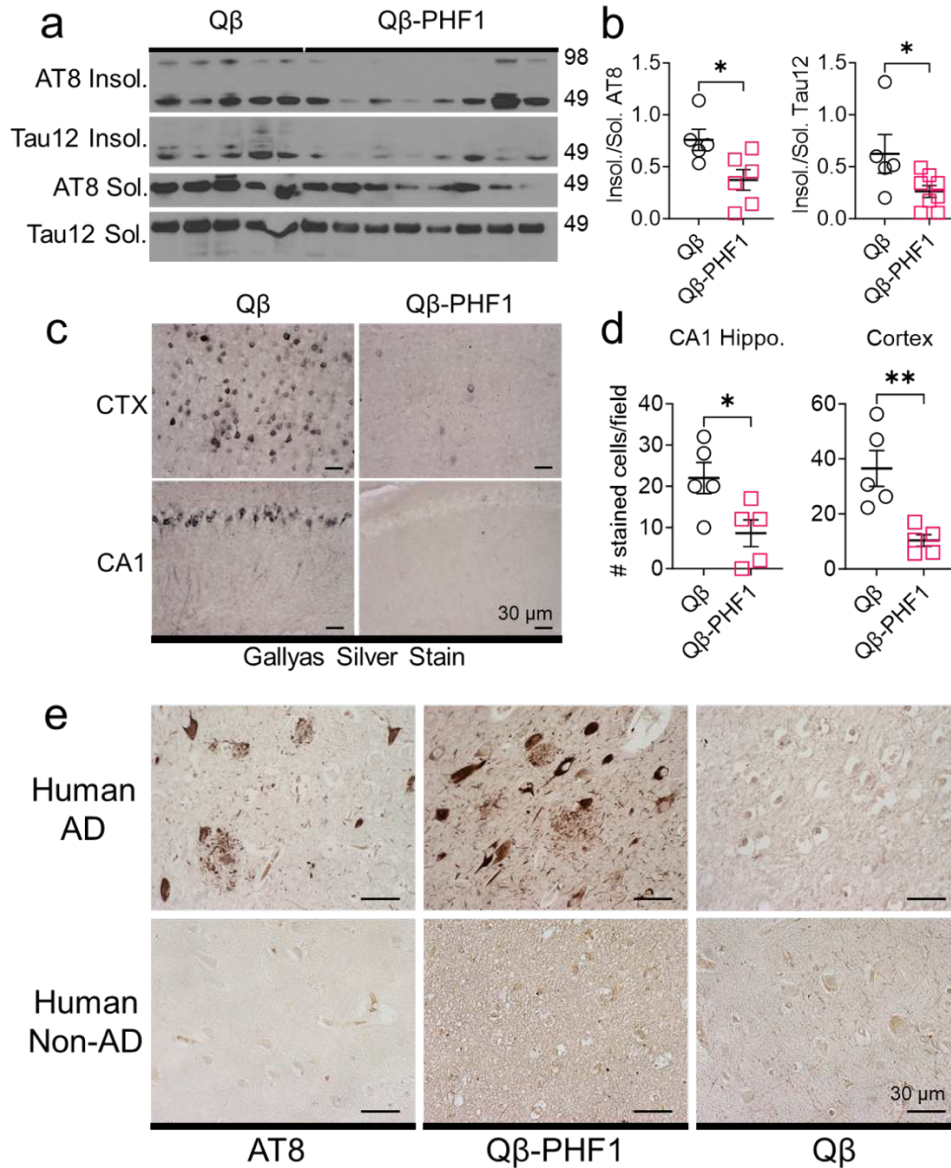 a
Qβ Qβ-PHF1
AT8 Insol.
98
49
Tau12 Insol.
49
AT8 Sol.
49
Tau12 Sol.
49
b
Insol./Sol. AT8
1.5
1.0
0.5
0.0
*
Qβ
Qβ-PHF1
Insol./Sol. Tau12
1.5
1.0
0.5
0.0
*
Qβ
Qβ-PHF1
c
Qβ Qβ-PHF1
CTX
CA1
30 µm
Gallyas Silver Stain
d
CA1 Hippo.
# stained cells/field
40
30
20
10
0
*
Qβ
Qβ-PHF1
Cortex
60
40
20
0
**
Qβ
Qβ-PHF1
e
Human
AD
Human
Non-AD
30 µm
AT8 Qβ-PHF1 Qβ